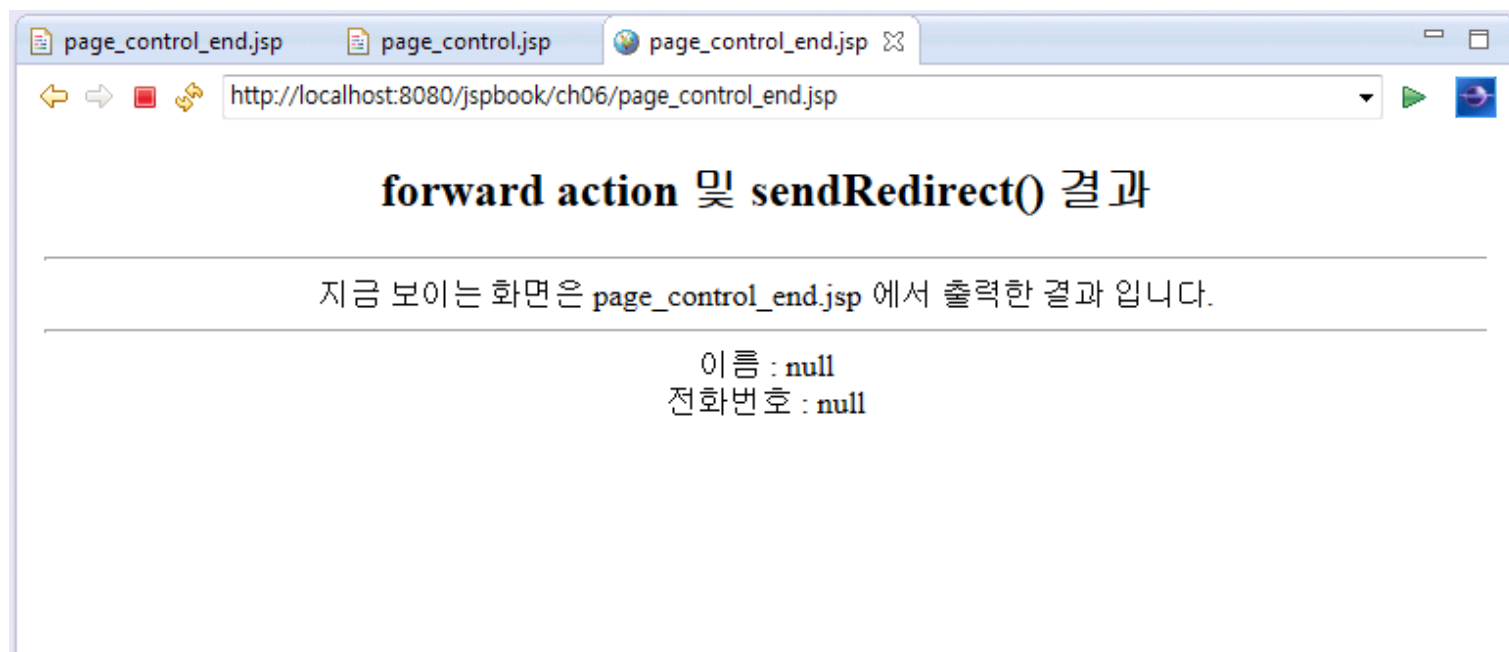 page_control_end.jsp page_control.jsp page_control_end.jsp
http://localhost:8080/jspbook/ch06/page_control_end.jsp
forward action 및 sendRedirect() 결과
지금 보이는 화면은 page_control_end.jsp 에서 출력한 결과 입니다.
이름 : null
전화번호 : null